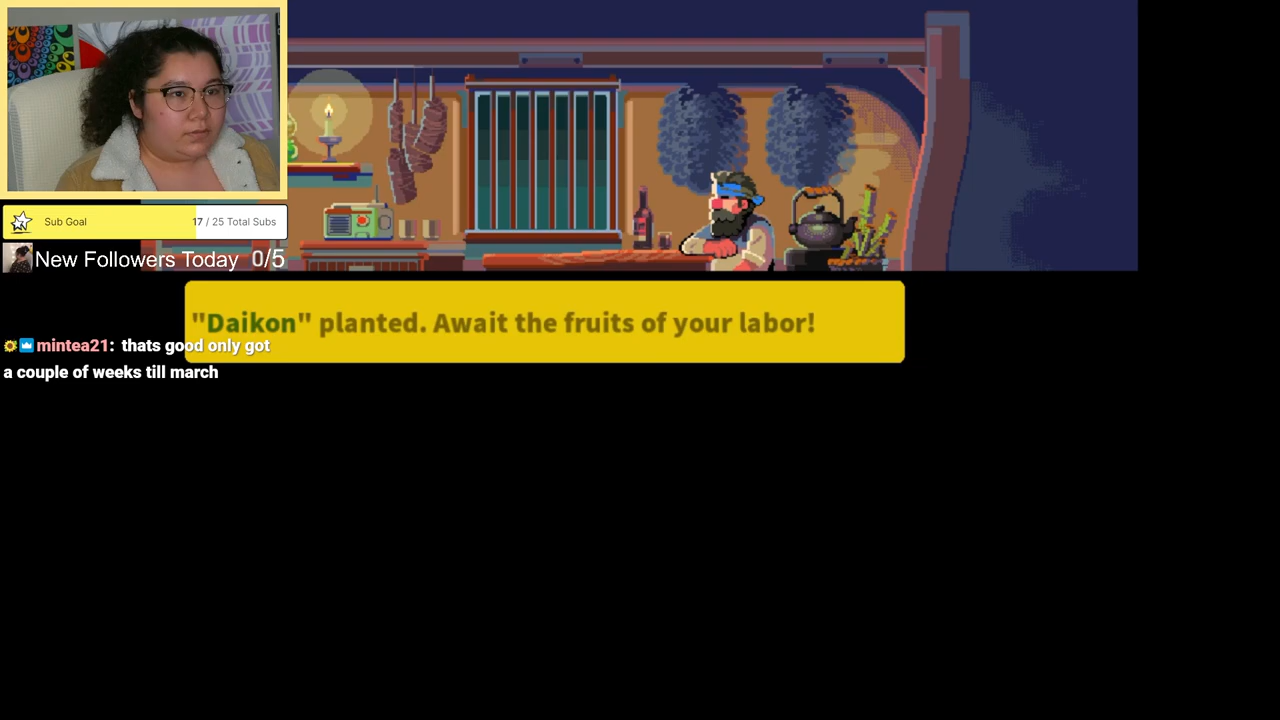 Sub Goal 17 / 25 Total Subs
New Followers Today 0/5
"Daikon" planted. Await the fruits of your labor!
mintea21: thats good only got
a couple of weeks till march